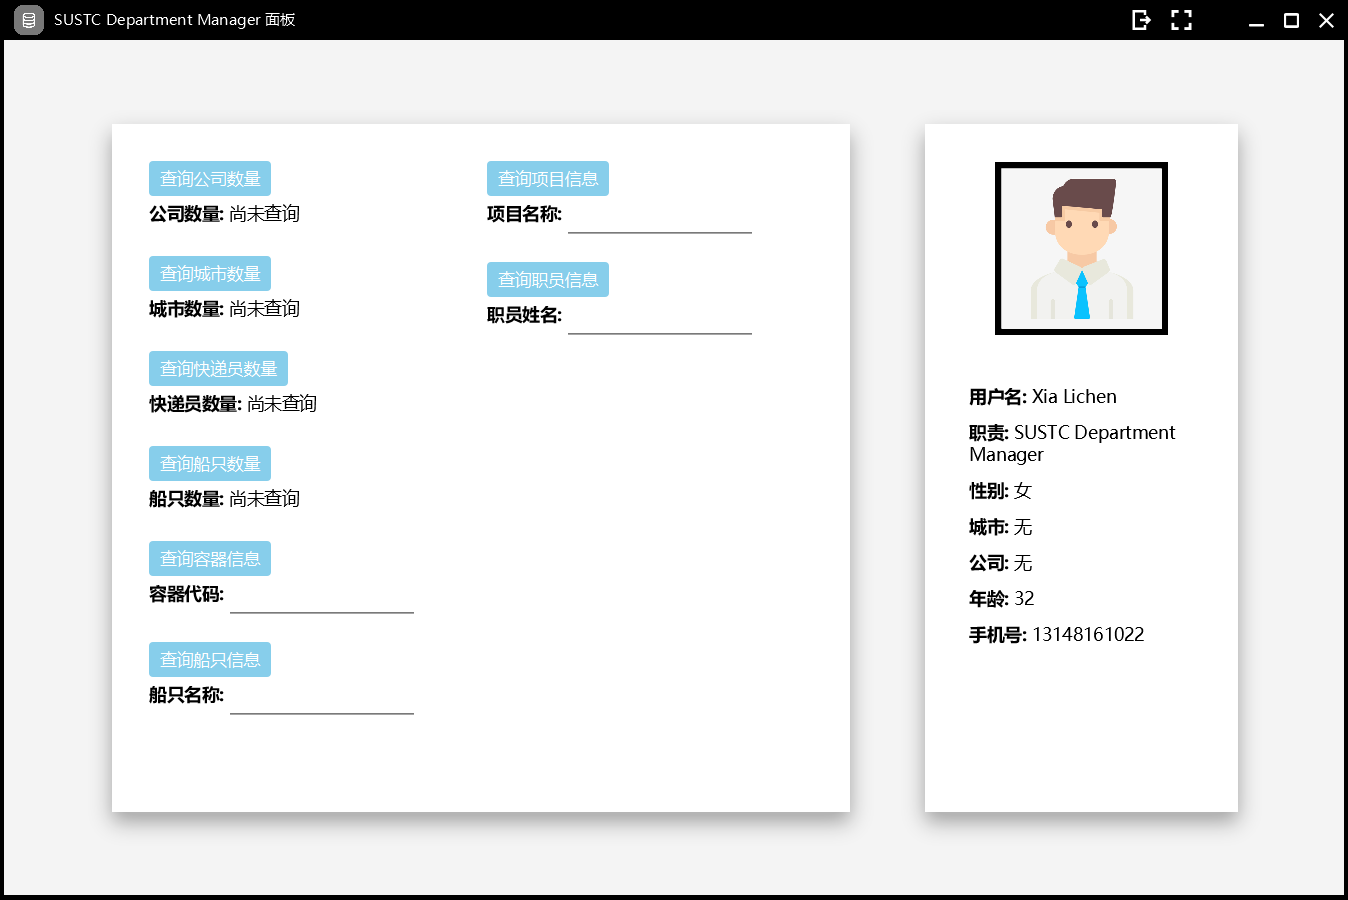 SUSTC Department Manager 面板
查询公司数量
公司数量: 尚未查询
查询城市数量
城市数量: 尚未查询
查询快递员数量
快递员数量: 尚未查询
查询船只数量
船只数量: 尚未查询
查询容器信息
容器代码:
查询船只信息
船只名称:
查询项目信息
项目名称:
查询职员信息
职员姓名:
用户名: Xia Lichen
职责: SUSTC Department
Manager
性别: 女
城市: 无
公司: 无
年龄: 32
手机号: 13148161022